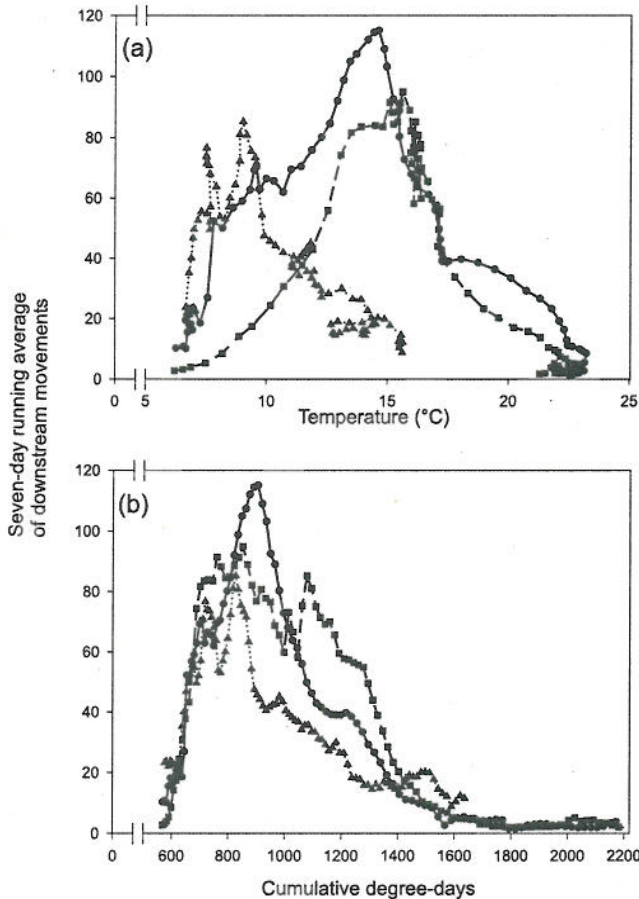 Seven-day running average
of downstream movements
(a)
120
100
80
60
40
20
0
0 5 10 15 20 25
Temperature (°C)
(b)
120
100
80
60
40
20
0
0 600 800 1000 1200 1400 1600 1800 2000 2200
Cumulative degree-days